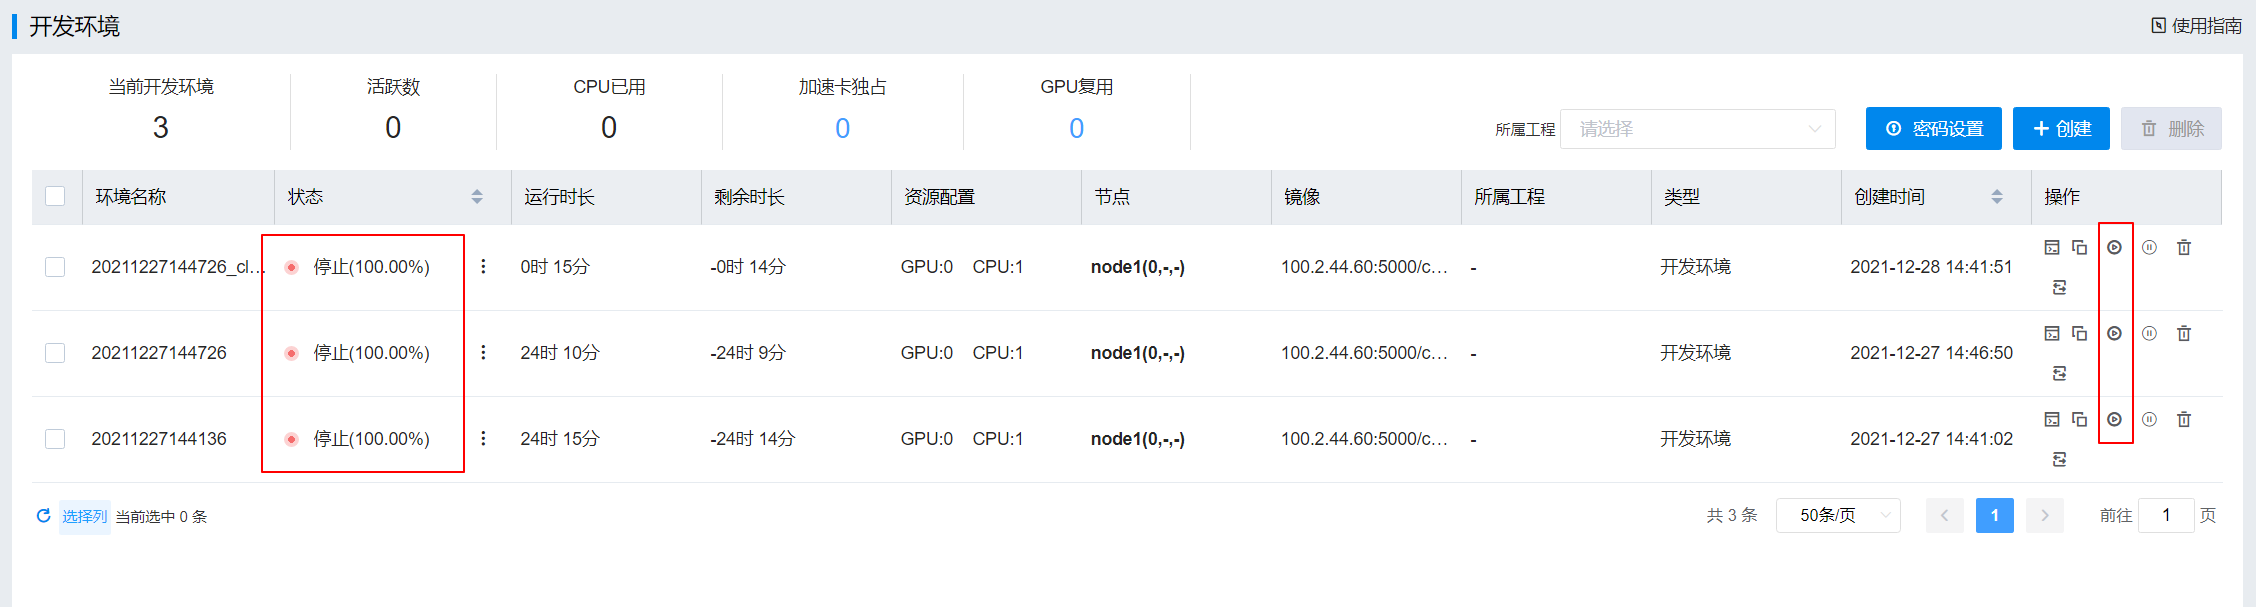 开发环境
使用指南
当前开发环境 活跃数 CPU已用 加速卡独占 GPU复用
3 0 0 0 0
所属工程 请选择 密码设置 创建 删除
环境名称 状态 运行时长 剩余时长 资源配置 节点 镜像 所属工程 类型 创建时间 操作
20211227144726_cl... 停止(100.00%) 0时 15分 -0时 14分 GPU:0 CPU:1 node1(0,-,-) 100.2.44.60:5000/c... - 开发环境 2021-12-28 14:41:51
20211227144726 停止(100.00%) 24时 10分 -24时 9分 GPU:0 CPU:1 node1(0,-,-) 100.2.44.60:5000/c... - 开发环境 2021-12-27 14:46:50
20211227144136 停止(100.00%) 24时 15分 -24时 14分 GPU:0 CPU:1 node1(0,-,-) 100.2.44.60:5000/c... - 开发环境 2021-12-27 14:41:02
选择列 当前选中 0 条 共 3 条 50条/页 1 前往 1 页